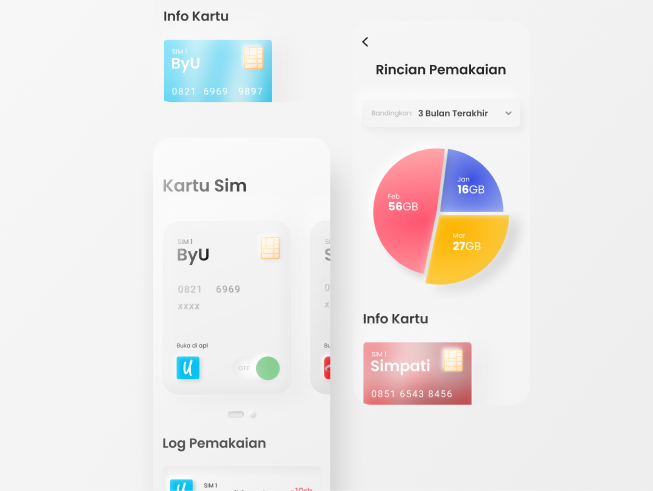 Info Kartu
SIM 1
ByU
0821 6969 9897
Kartu Sim
SIM 1
ByU
0821 6969
xxxx
Buka di apl
OFF
Log Pemakaian
SIM 1
Rincian Pemakaian
Bandingkan: 3 Bulan Terakhir
Jan
16GB
Feb
56GB
Mar
27GB
Info Kartu
SIM 1
Simpati
0851 6543 8456